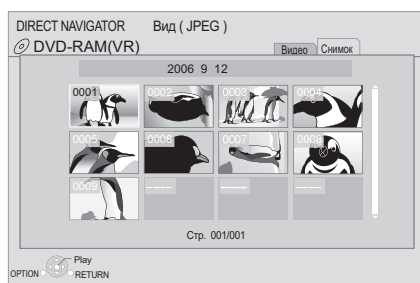 DIRECT NAVIGATOR Вид ( JPEG )
DVD-RAM(VR)
Видео Снимок
2006 9 12
0001 0002 0003 0004
0005 0006 0007 0008
0009 ---- ---- ----
Стр. 001/001
Play
OPTION RETURN